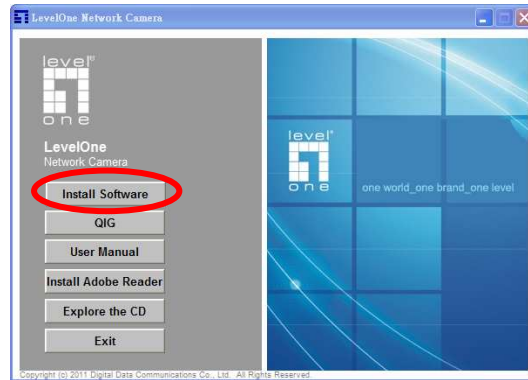 LevelOne Network Camera
level
one
LevelOne
Network Camera
Install Software
QIG
User Manual
Install Adobe Reader
Explore the CD
Exit
level
one
one world_one brand_one level
Copyright (c) 2011 Digital Data Communications Co., Ltd. All Rights Reserved.